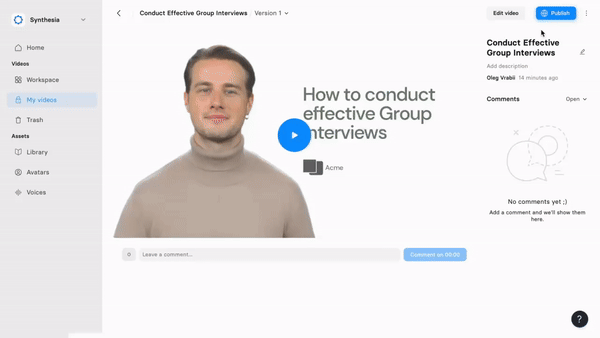 Synthesia
Home
Videos
Workspace
My videos
Trash
Assets
Library
Avatars
Voices
Conduct Effective Group Interviews
Version 1
Edit video
Publish
How to conduct
effective Group
Interviews
Acme
Leave a comment...
Comment on 00:00
Conduct Effective
Group Interviews
Add description
Oleg Vrabii 14 minutes ago
Comments
Open
No comments yet ;)
Add a comment and we'll show them
here.
?